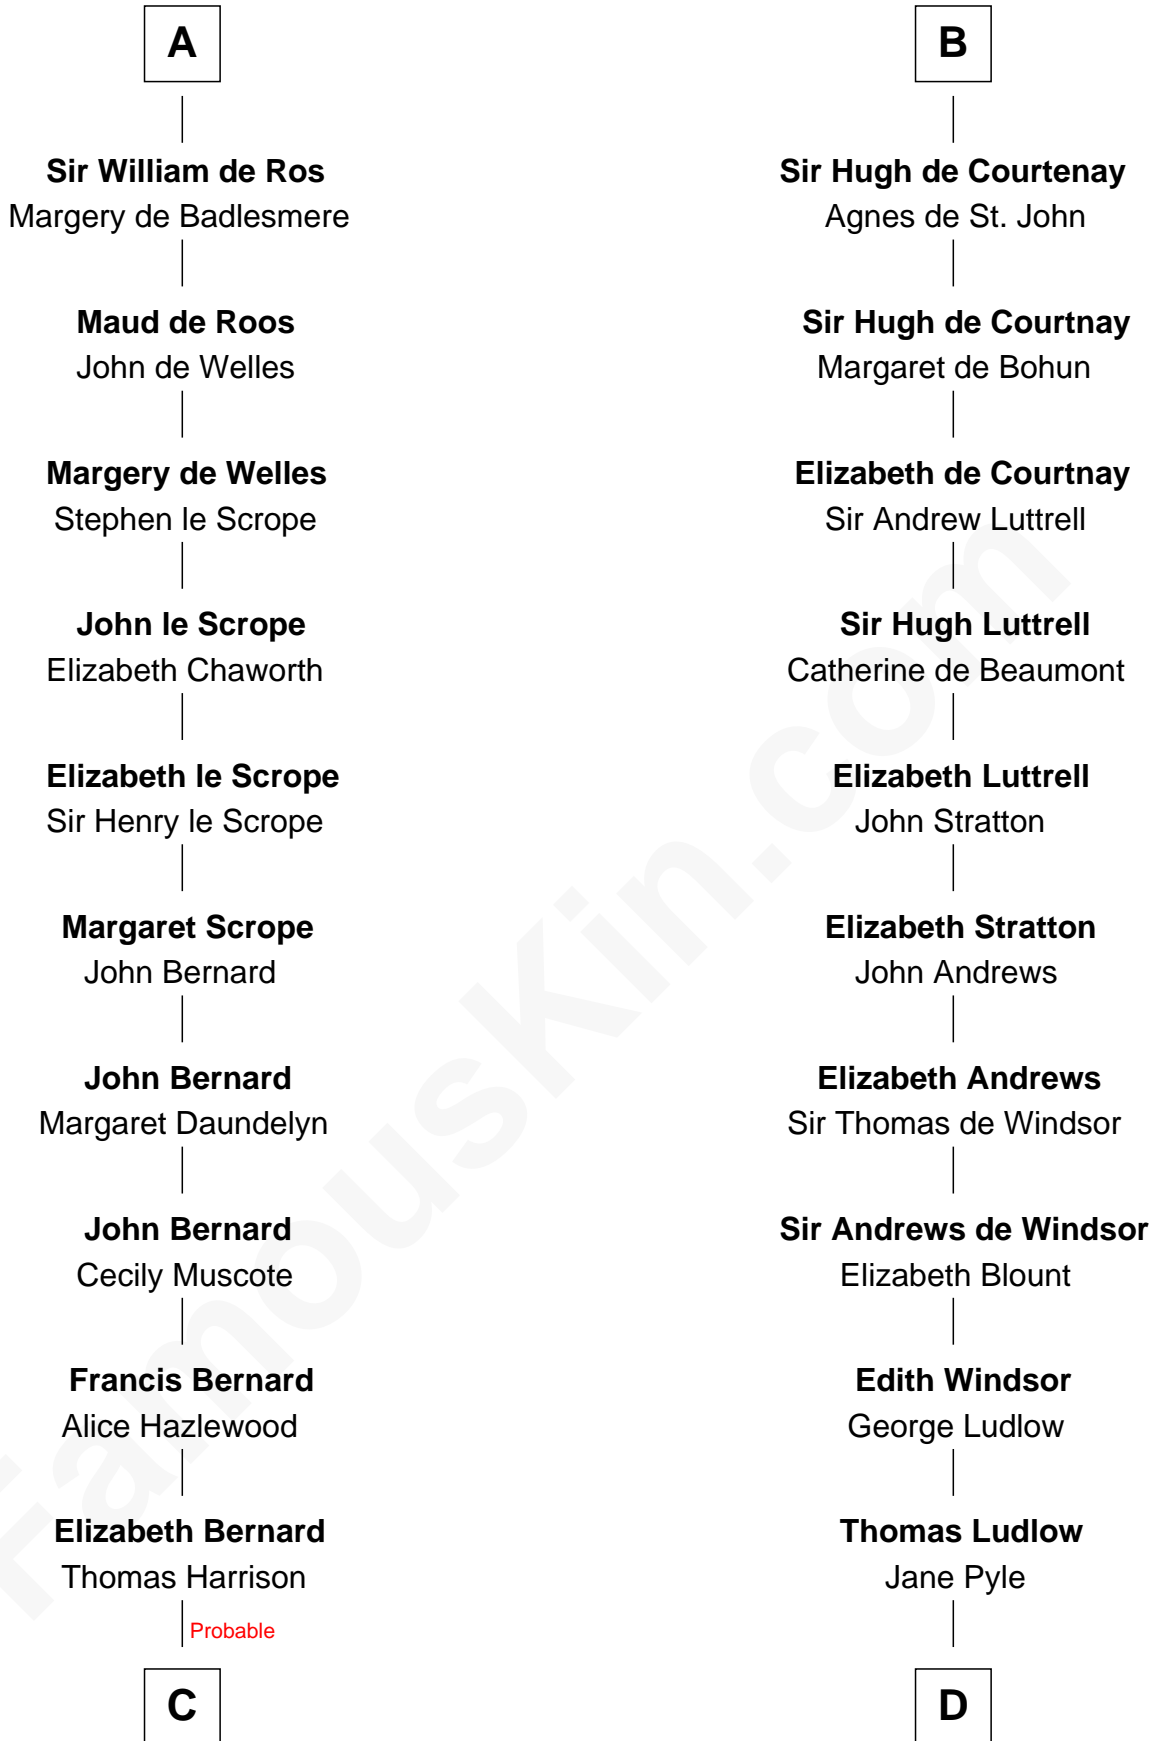 A
Sir William de Ros
Margery de Badlesmere
Maud de Roos
John de Welles
Margery de Welles
Stephen le Scrope
John le Scrope
Elizabeth Chaworth
Elizabeth le Scrope
Sir Henry le Scrope
Margaret Scrope
John Bernard
John Bernard
Margaret Daundelyn
John Bernard
Cecily Muscote
Francis Bernard
Alice Hazlewood
Elizabeth Bernard
Thomas Harrison
Probable
C
B
Sir Hugh de Courtenay
Agnes de St. John
Sir Hugh de Courtnay
Margaret de Bohun
Elizabeth de Courtnay
Sir Andrew Luttrell
Sir Hugh Luttrell
Catherine de Beaumont
Elizabeth Luttrell
John Stratton
Elizabeth Stratton
John Andrews
Elizabeth Andrews
Sir Thomas de Windsor
Sir Andrews de Windsor
Elizabeth Blount
Edith Windsor
George Ludlow
Thomas Ludlow
Jane Pyle
D
FamousKin.com